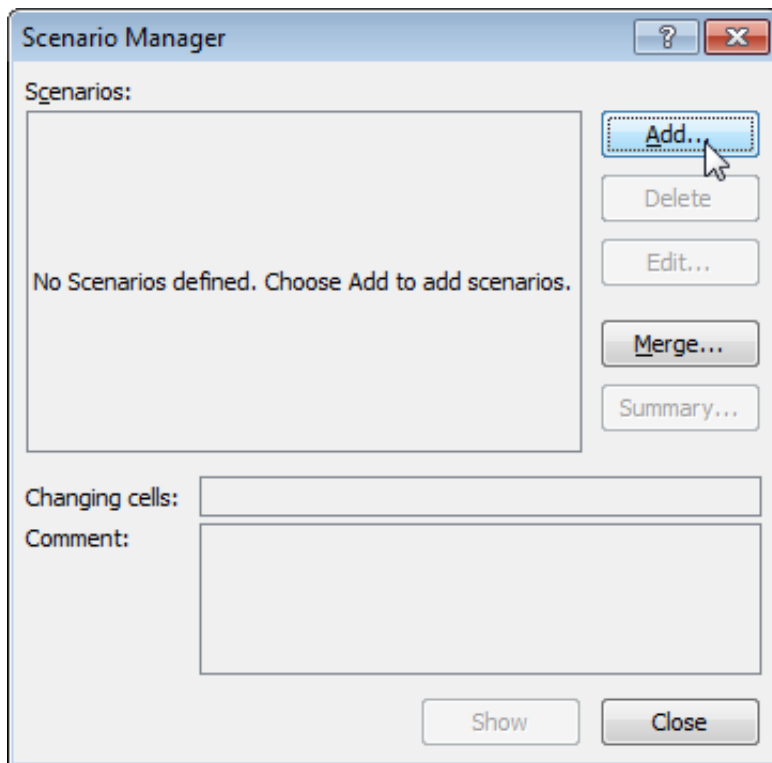 Scenario Manager
?
Scenarios:
Add...
Delete
No Scenarios defined. Choose Add to add scenarios.
Edit...
Merge...
Summary...
Changing cells:
Comment:
Show
Close